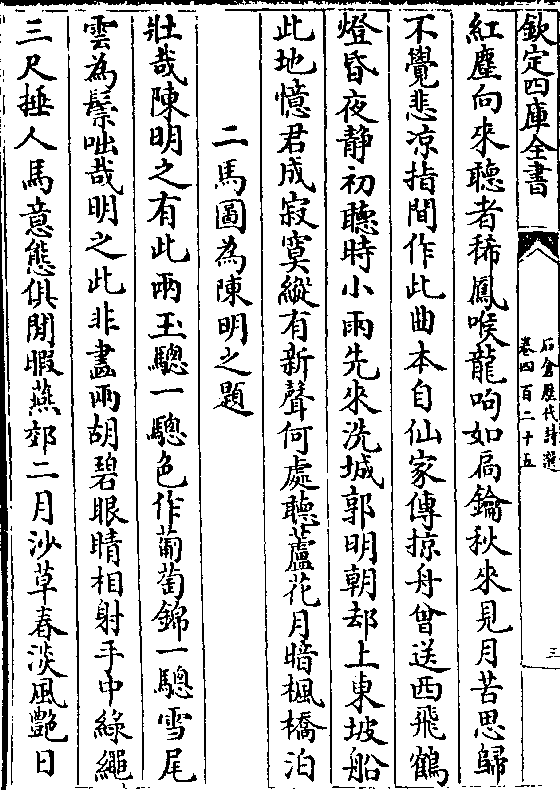 欽定四庫全書
石倉歷代詩選
卷四百二十五
三
紅塵向來聽者稀鳳喉龍呴如扃鑰秋來見月苦思歸
不覺悲凉指間作此曲本自仙家傳掠舟曾送西飛鶴
燈昏夜静初聽時小雨先來洗城郭明朝却上東坡船
此地憶君成寂寞縱有新聲何處聽蘆花月暗楓橋泊
二馬圖為陳明之題
壯哉陳明之有此兩玉驄一驄色作葡萄錦一驄雪尾
雲為鬃咄哉明之此非畫兩胡碧眼睛相射手中綠繩
三尺捶人馬意態俱閒暇燕郊二月沙草春淡風艶日